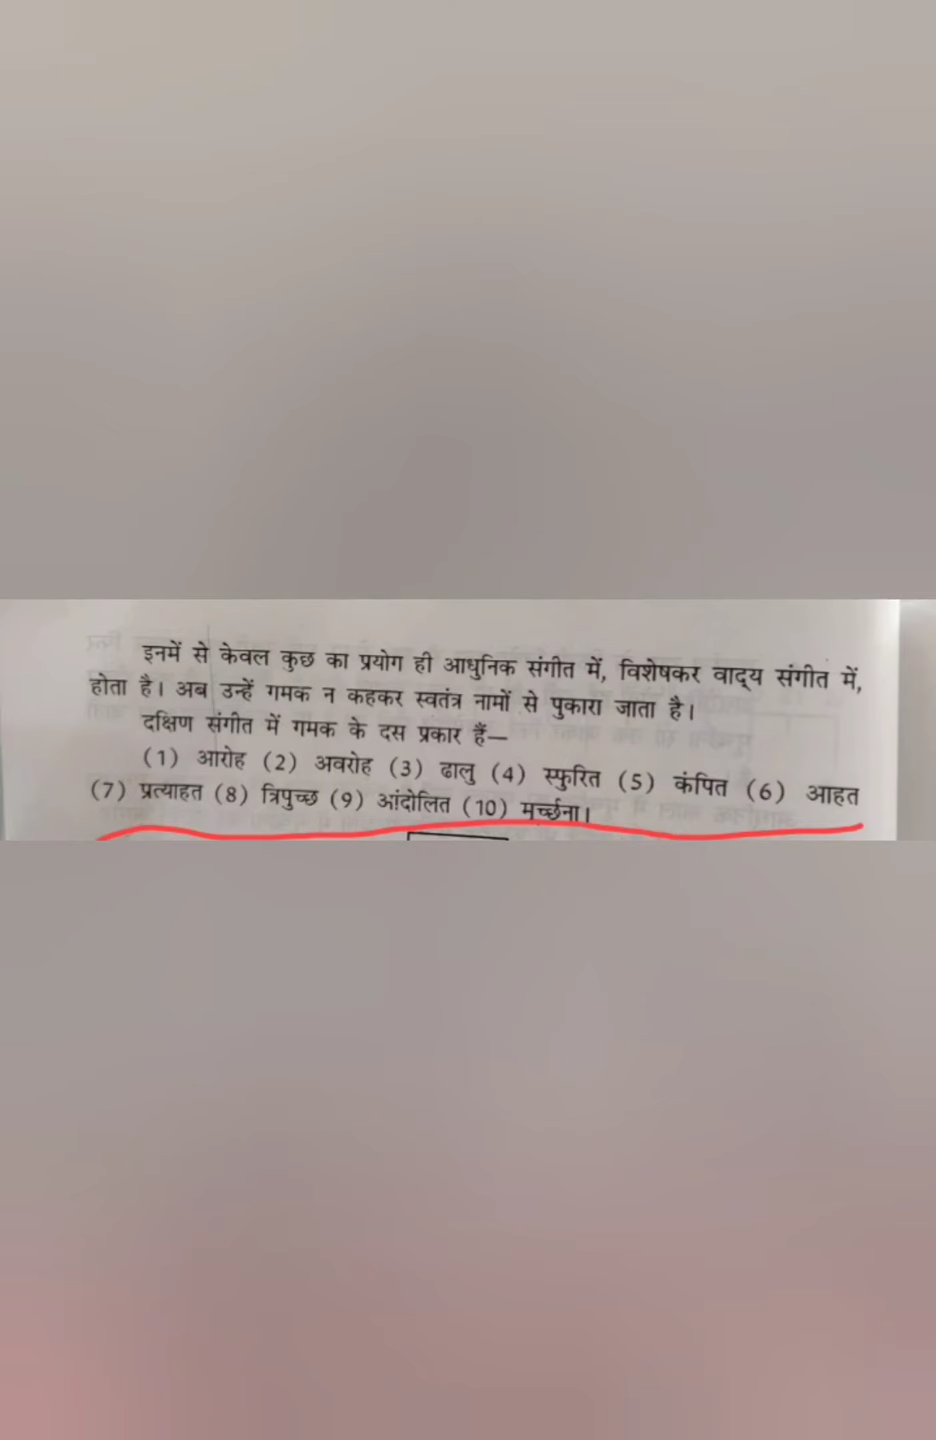 इनमें से केवल कुछ का प्रयोग ही आधुनिक संगीत में, विशेषकर वाद्य संगीत में,
होता है। अब उन्हें गमक न कहकर स्वतंत्र नामों से पुकारा जाता है।
दक्षिण संगीत में गमक के दस प्रकार हैं—
(1) आरोह (2) अवरोह (3) ढालु (4) स्फुरित (5) कंपित (6) आहत
(7) प्रत्याहत (8) त्रिपुच्छ (9) आंदोलित (10) मूर्च्छना।